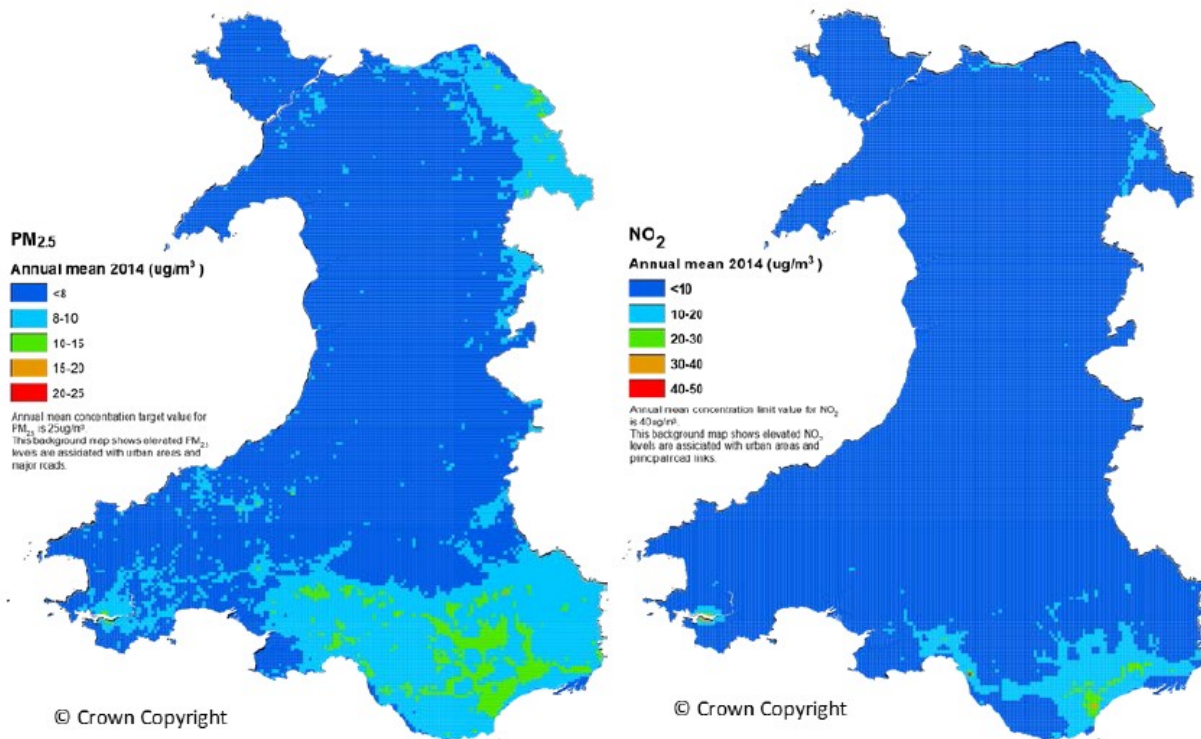 PM2.5
Annual mean 2014 (ug/m³ )
<8
8-10
10-15
15-20
20-25
Annual mean concentration target value for
PM2.5 is 25ug/m³.
This background map shows elevated PM2.5
levels are assiciated with urban areas and
major roads.
© Crown Copyright
NO2
Annual mean 2014 (ug/m³ )
<10
10-20
20-30
30-40
40-50
Annual mean concentration limit value for NO2
is 40ug/m³.
This background map shows elevated NO2
levels are assiciated with urban areas and
principal road links.
© Crown Copyright